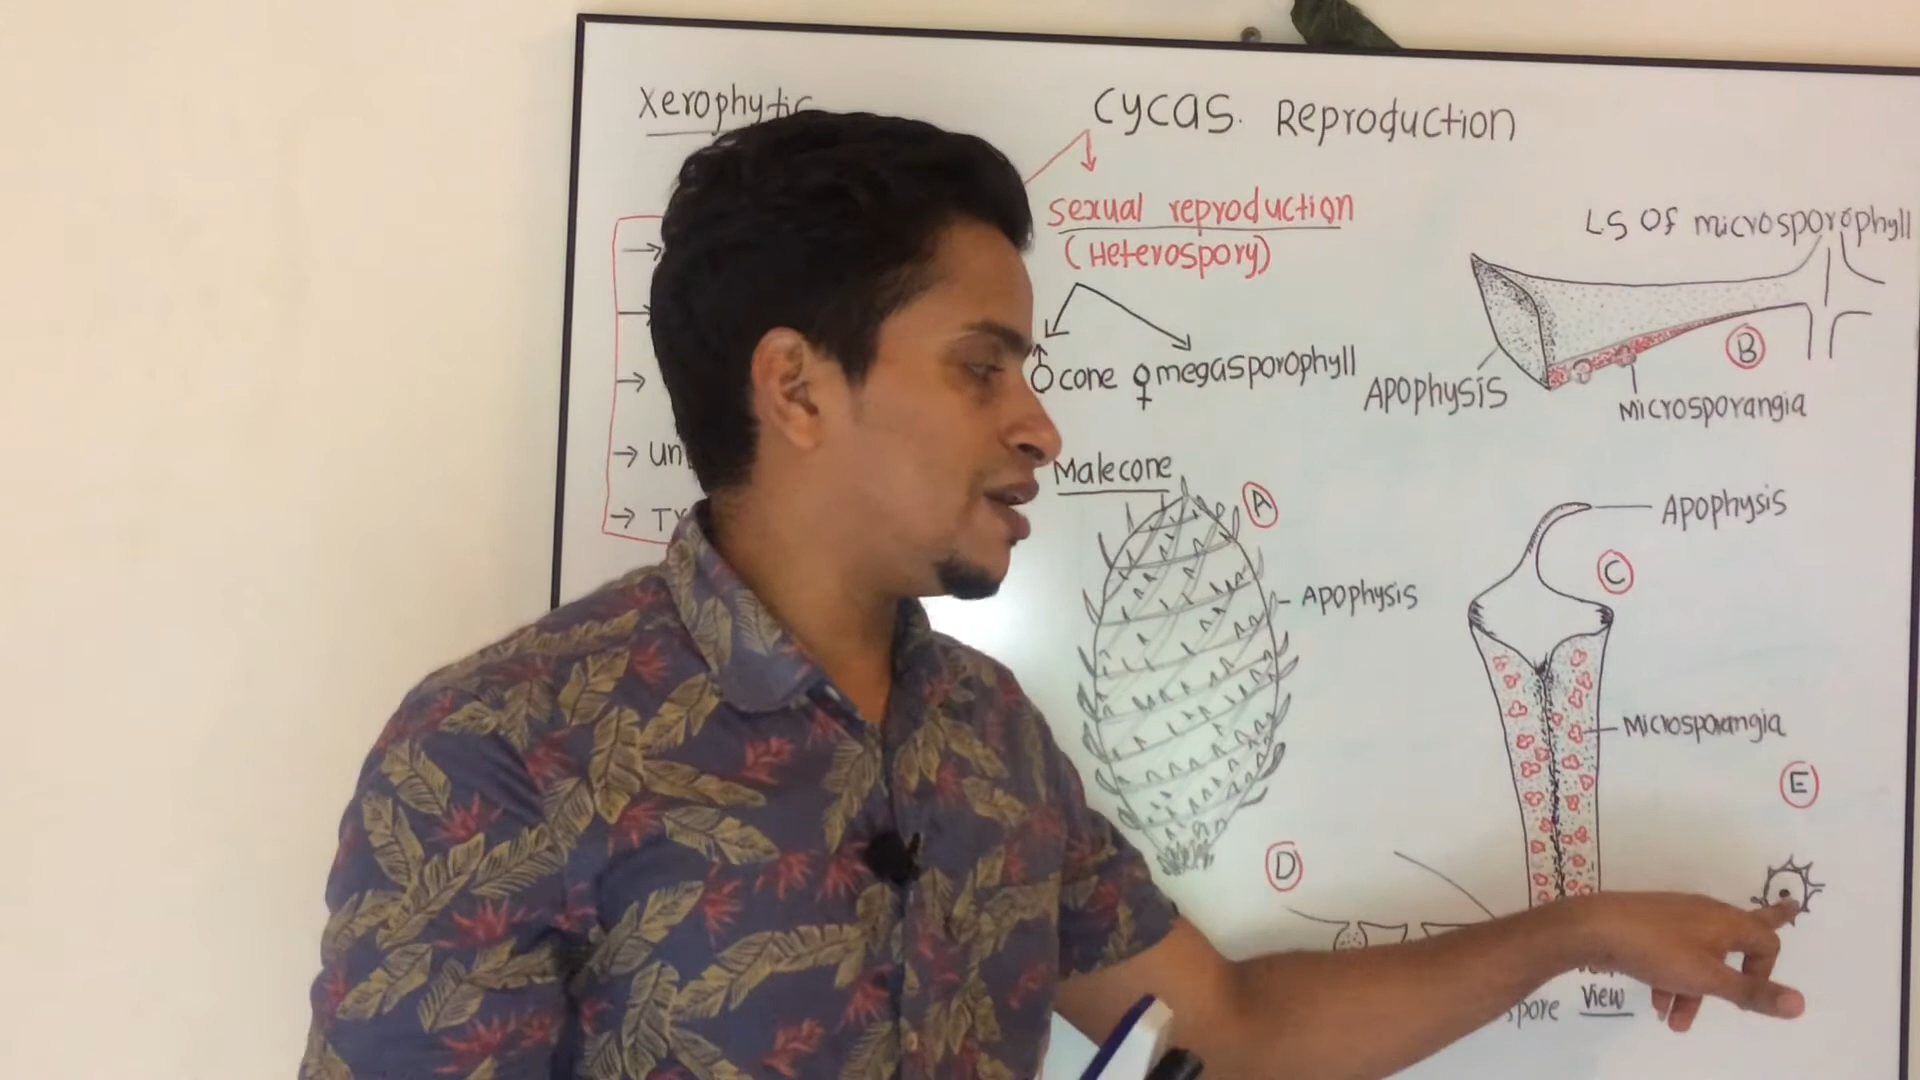 Xerophytic
CYCAS. Reproduction
sexual reproduction
(Heterospory)
♂cone ♀megasporophyll
LS Of microsporophyll
B
Apophysis
Microsporangia
Malecone
A
Apophysis
Apophysis
C
Microsporangia
E
D
View